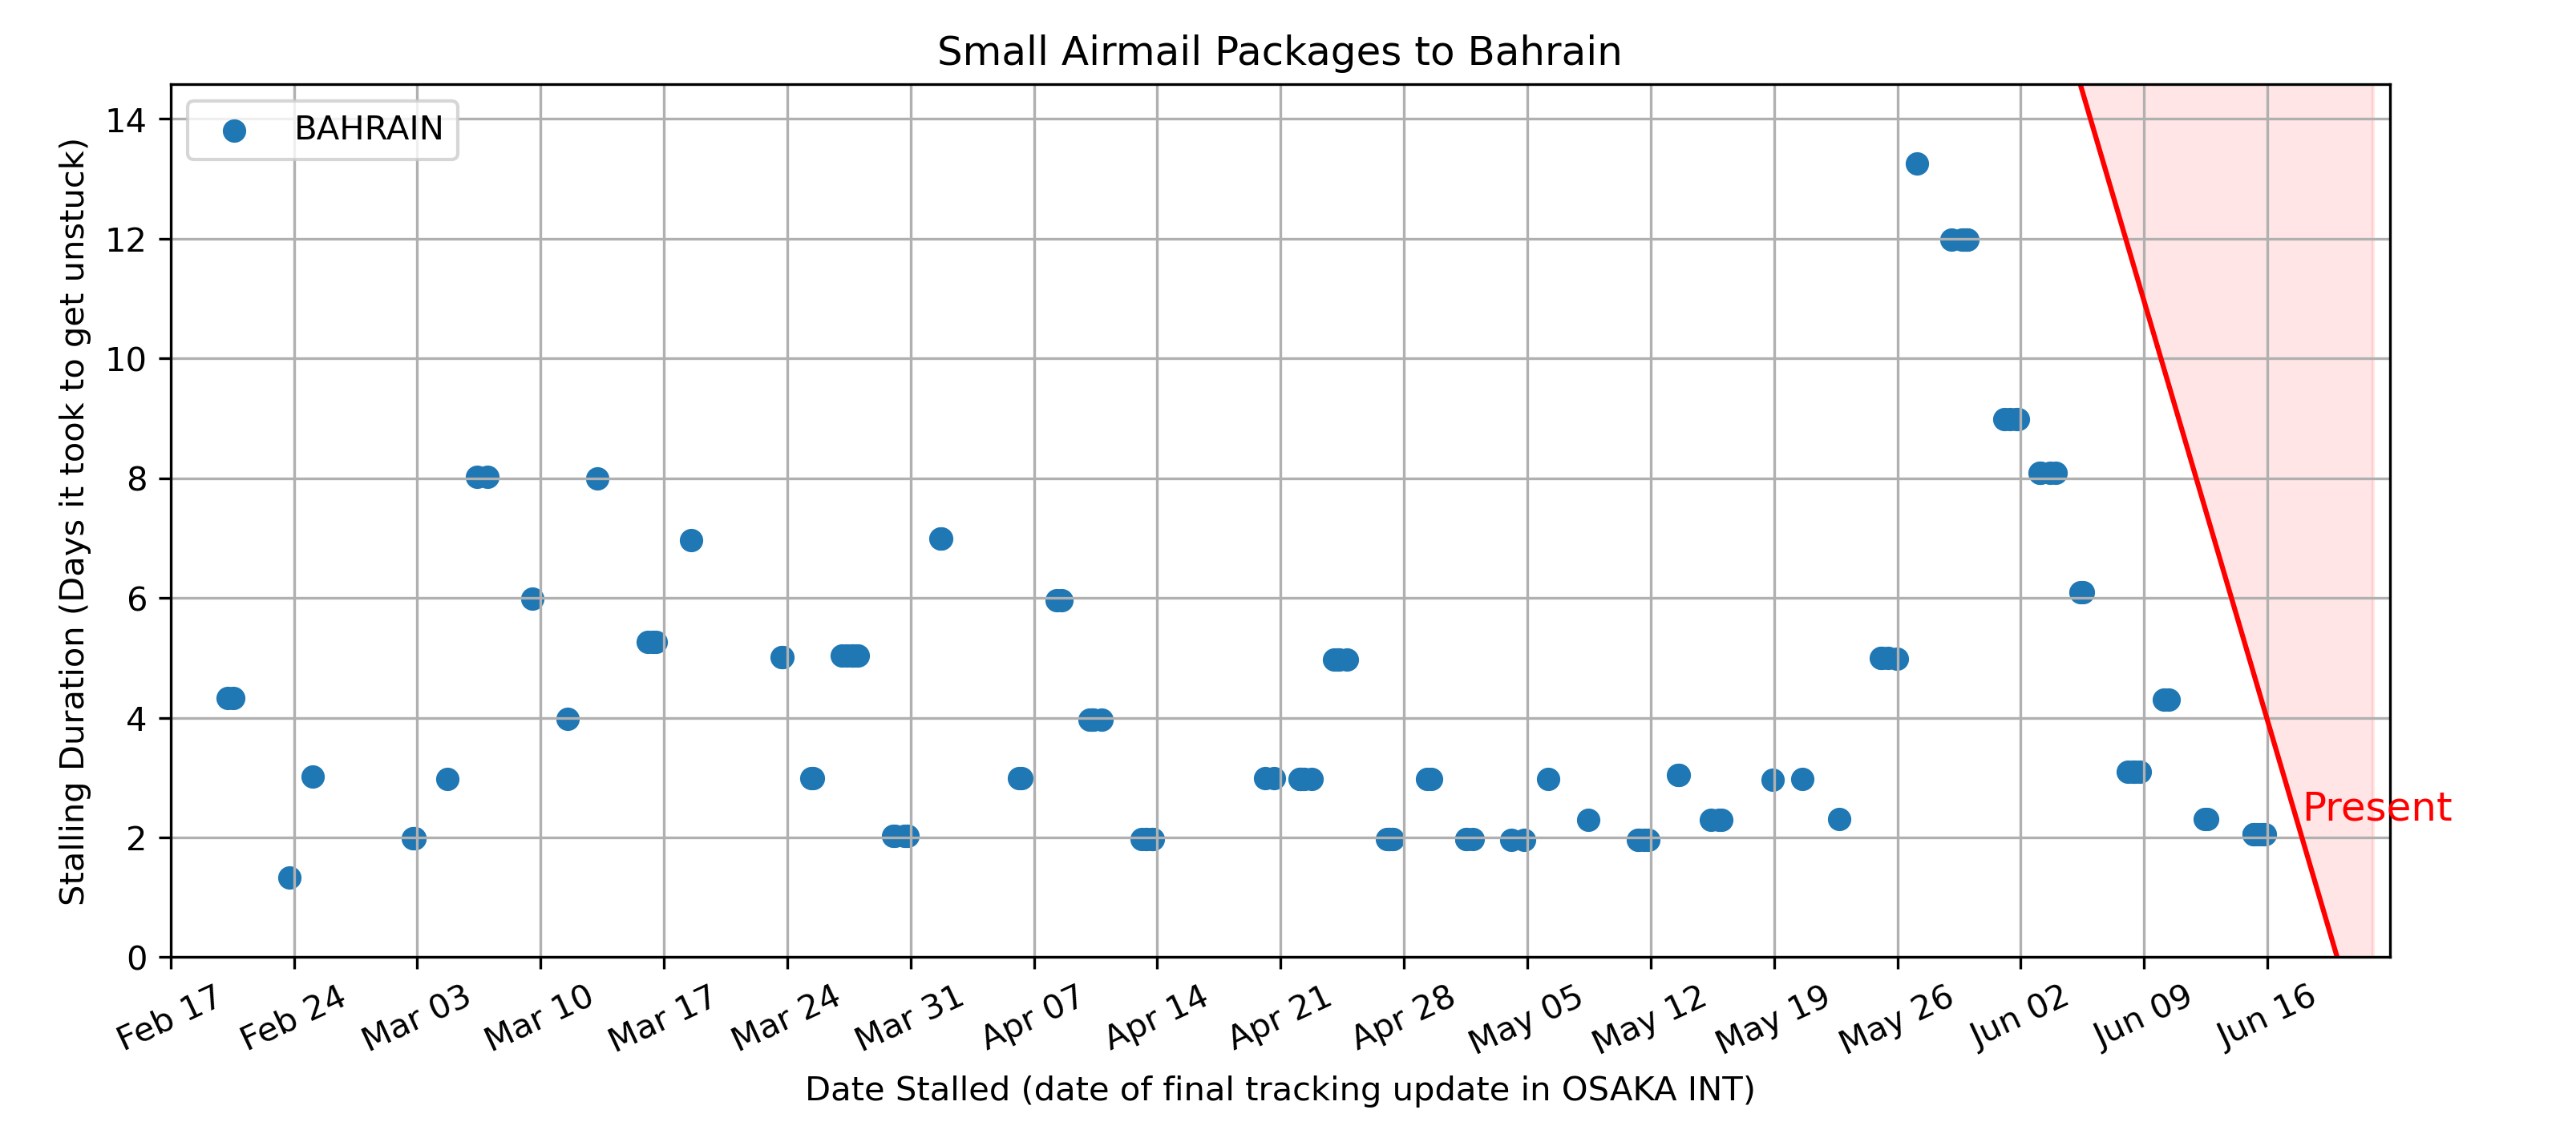 Small Airmail Packages to Bahrain
BAHRAIN
Stalling Duration (Days it took to get unstuck)
14
12
10
8
6
4
2
0
Present
Feb 17
Feb 24
Mar 03
Mar 10
Mar 17
Mar 24
Mar 31
Apr 07
Apr 14
Apr 21
Apr 28
May 05
May 12
May 19
May 26
Jun 02
Jun 09
Jun 16
Date Stalled (date of final tracking update in OSAKA INT)